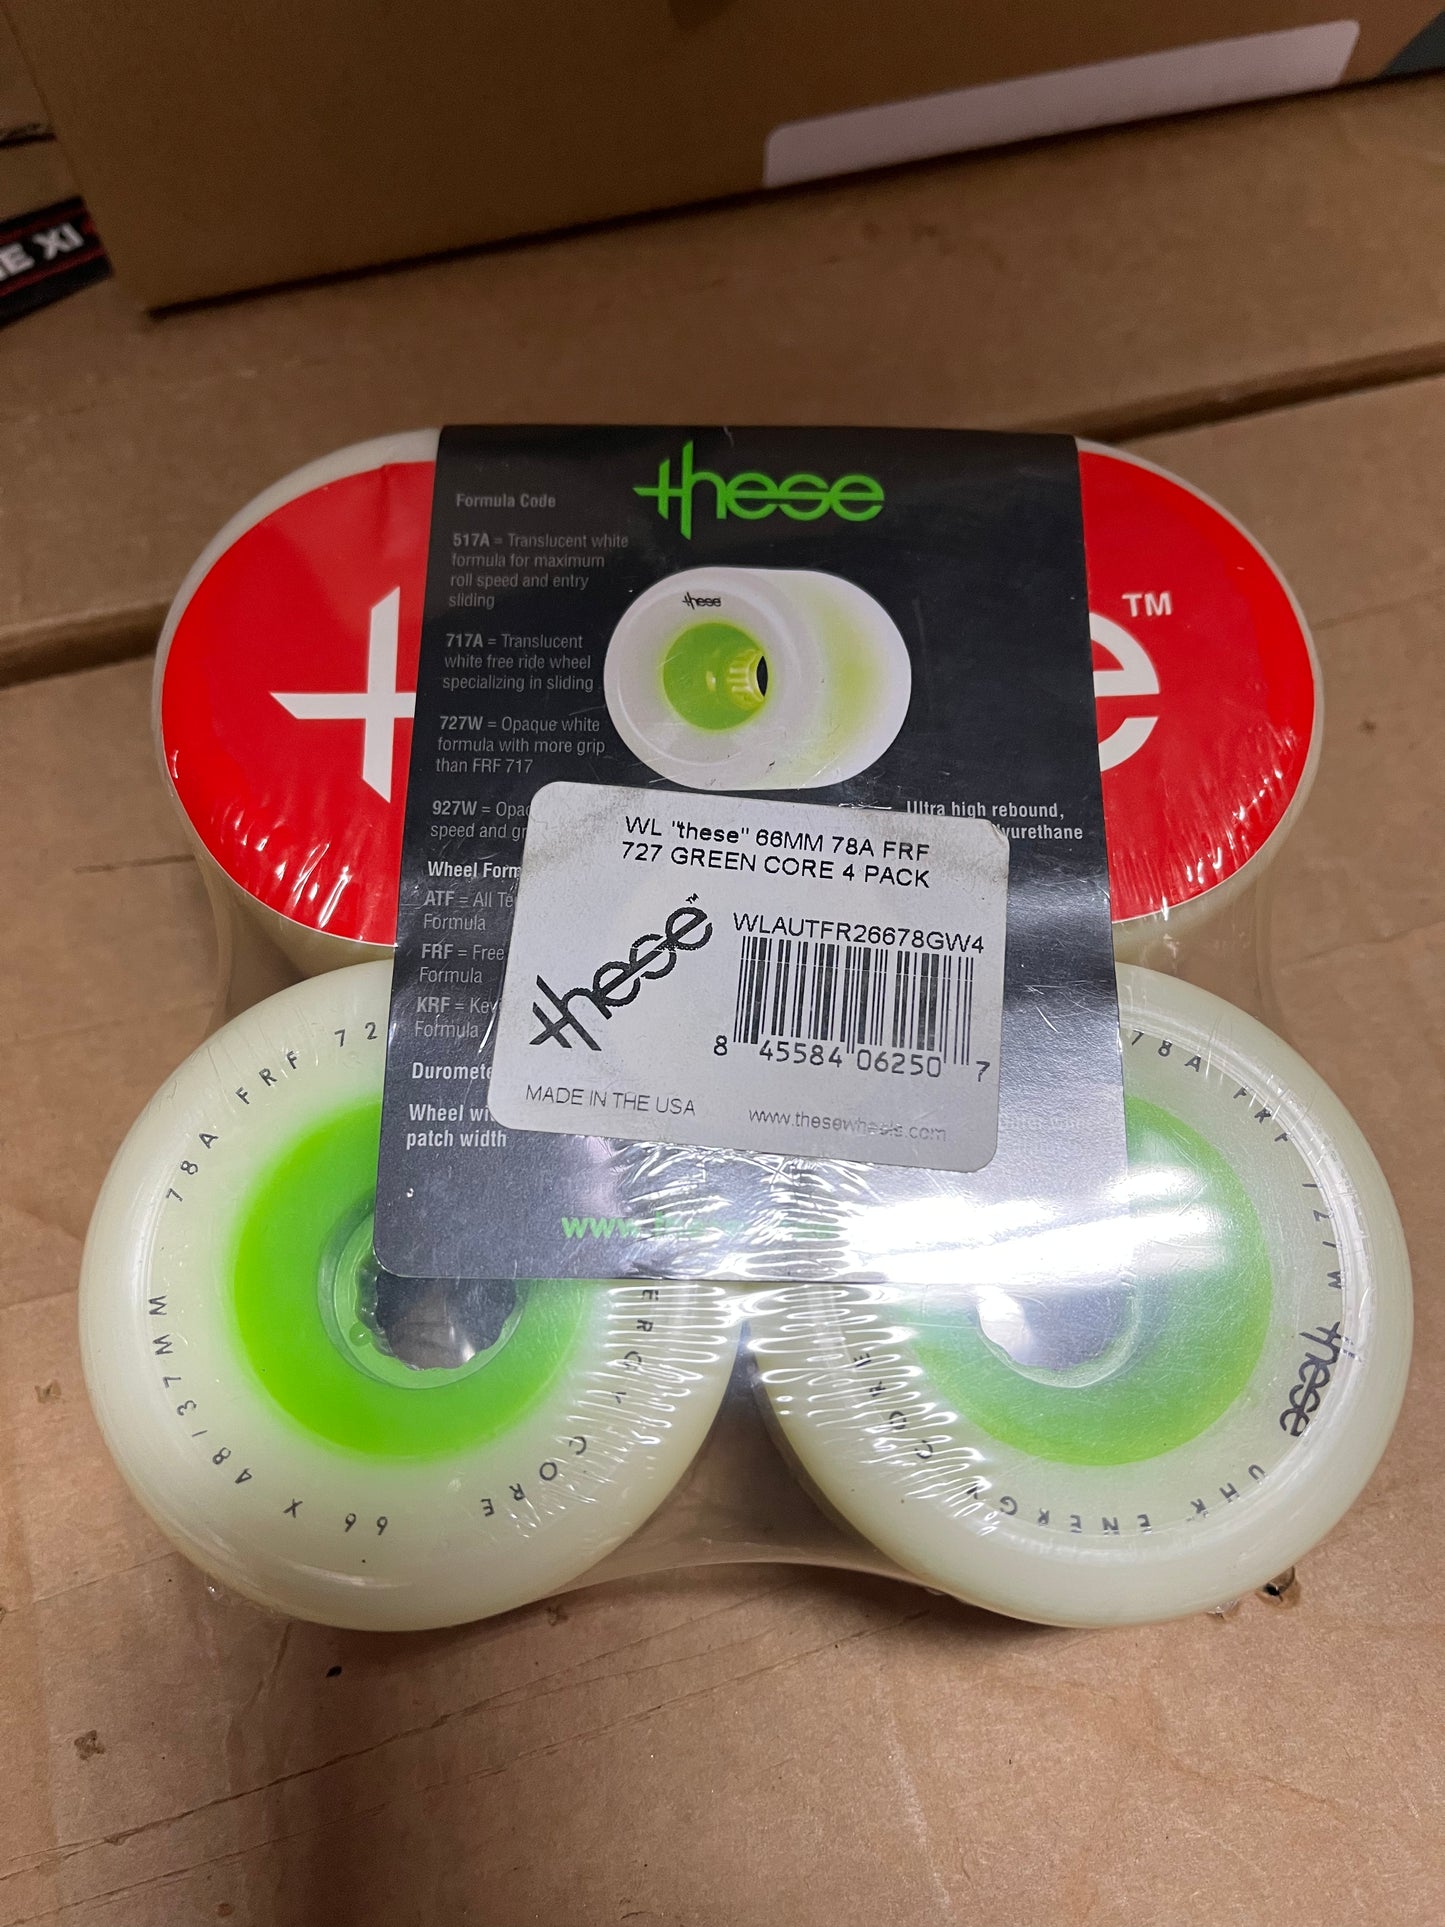 E XI
these
Formula Code
517A = Translucent white
formula for maximum
roll speed and entry
sliding
717A = Translucent
white free ride wheel
specializing in sliding
727W = Opaque white
formula with more grip
than FRF 717
927W = Opa
speed and gr
Wheel Form
ATF = All Te
Formula
FRF = Free
Formula
KRF = Key
Formula
Duromete
Wheel wi
patch width
these
TM
e
Ultra high rebound,
lyurethane
WL "these" 66MM 78A FRF
727 GREEN CORE 4 PACK
these
WLAUTFR26678GW4
8 45584 06250 7
MADE IN THE USA
www.thesewheels.com
www.
66 X 48/37MM 78A FRF 72
ERGY CORE
78A FRF 727W these UHR ENERGY CORE